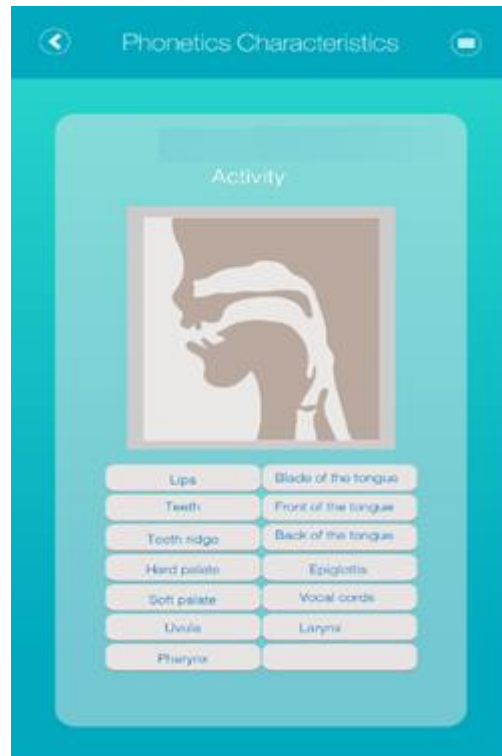 Phonetics Characteristics
Activity
Lips
Blade of the tongue
Teeth
Front of the tongue
Teeth ridge
Back of the tongue
Hard palate
Epiglottis
Soft palate
Vocal cords
Uvula
Larynx
Pharynx